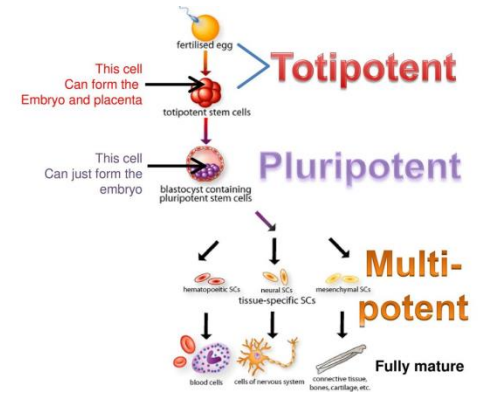 fertilised egg
Totipotent
This cell
Can form the
Embryo and placenta
totipotent stem cells
This cell
Can just form the
embryo
Pluripotent
blastocyst containing
pluripotent stem cells
Multi-
potent
hematopoeitic SCs
neural SCs
mesenchymal SCs
tissue-specific SCs
Fully mature
blood cells
cells of nervous system
connective tissue,
bones, cartilage, etc.